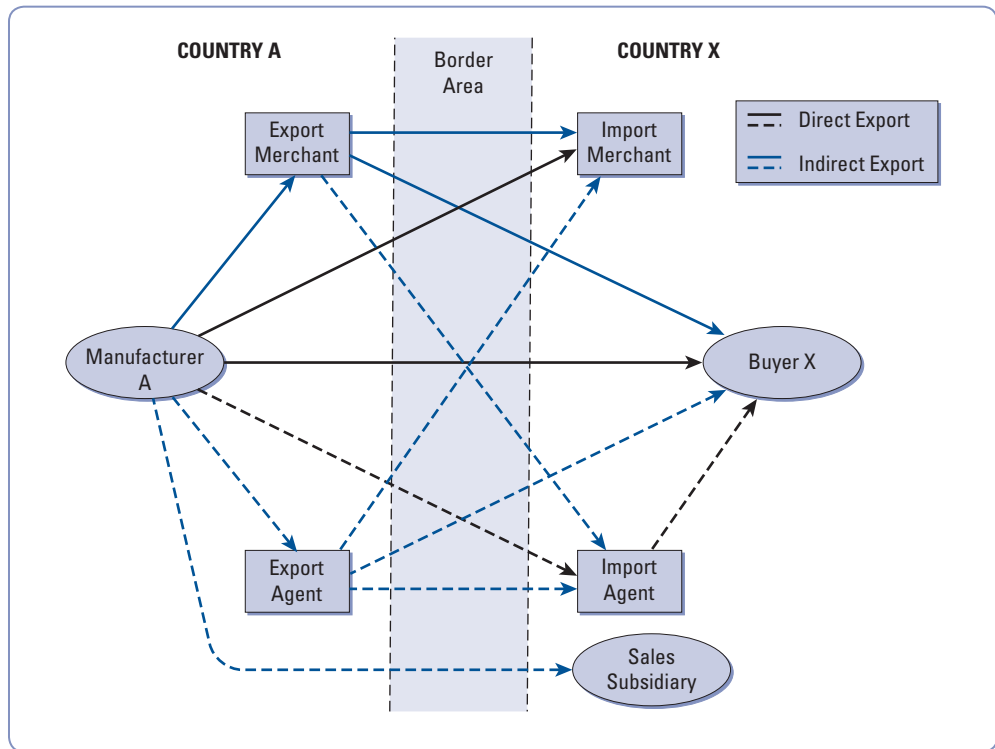 COUNTRY A
Border
Area
COUNTRY X
Export
Merchant
Import
Merchant
Direct Export
Indirect Export
Manufacturer
A
Buyer X
Export
Agent
Import
Agent
Sales
Subsidiary